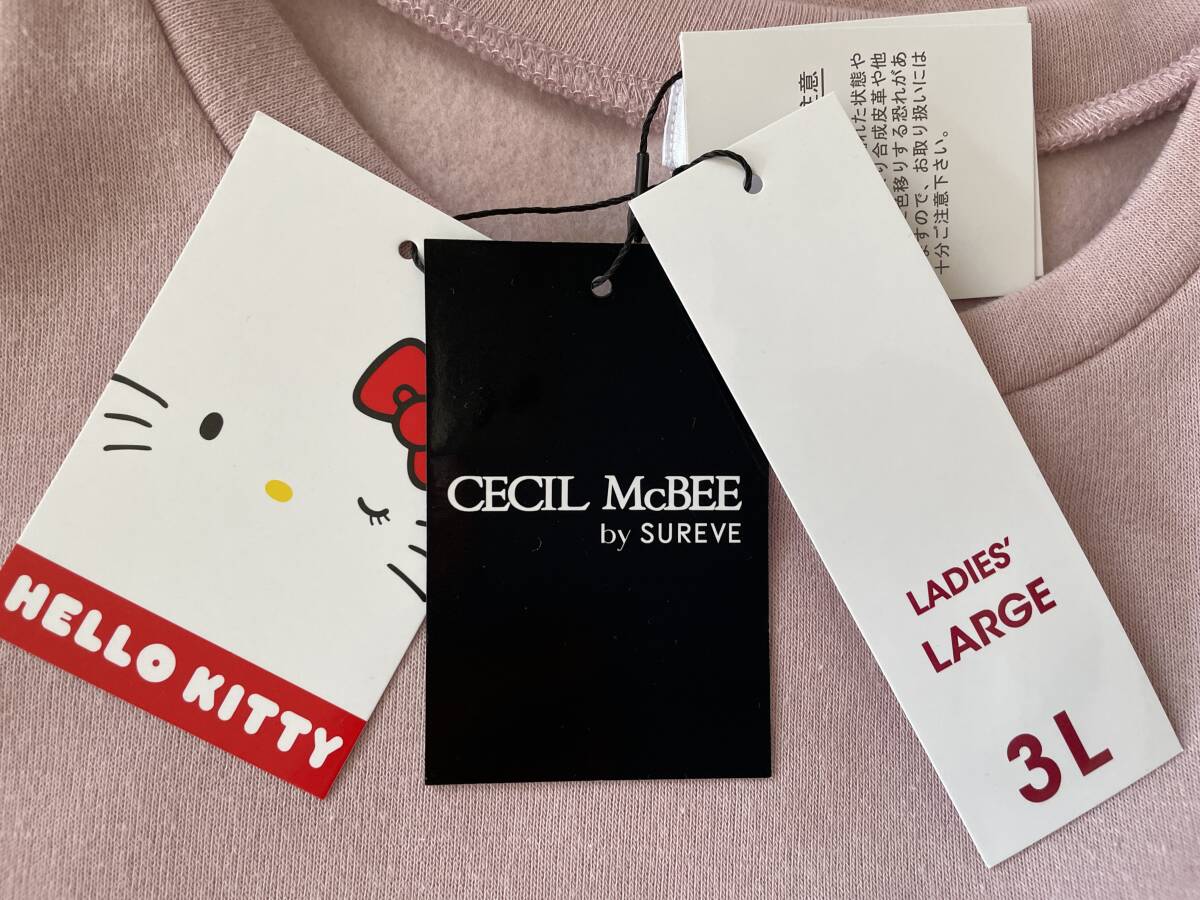 HELLO KITTY
CECIL McBEE
by SUREVE
LADIES'
LARGE
3L
意
れた状態や
合成皮革や他
色移りする恐れがあ
ますので、お取り扱いには
十分ご注意下さい。